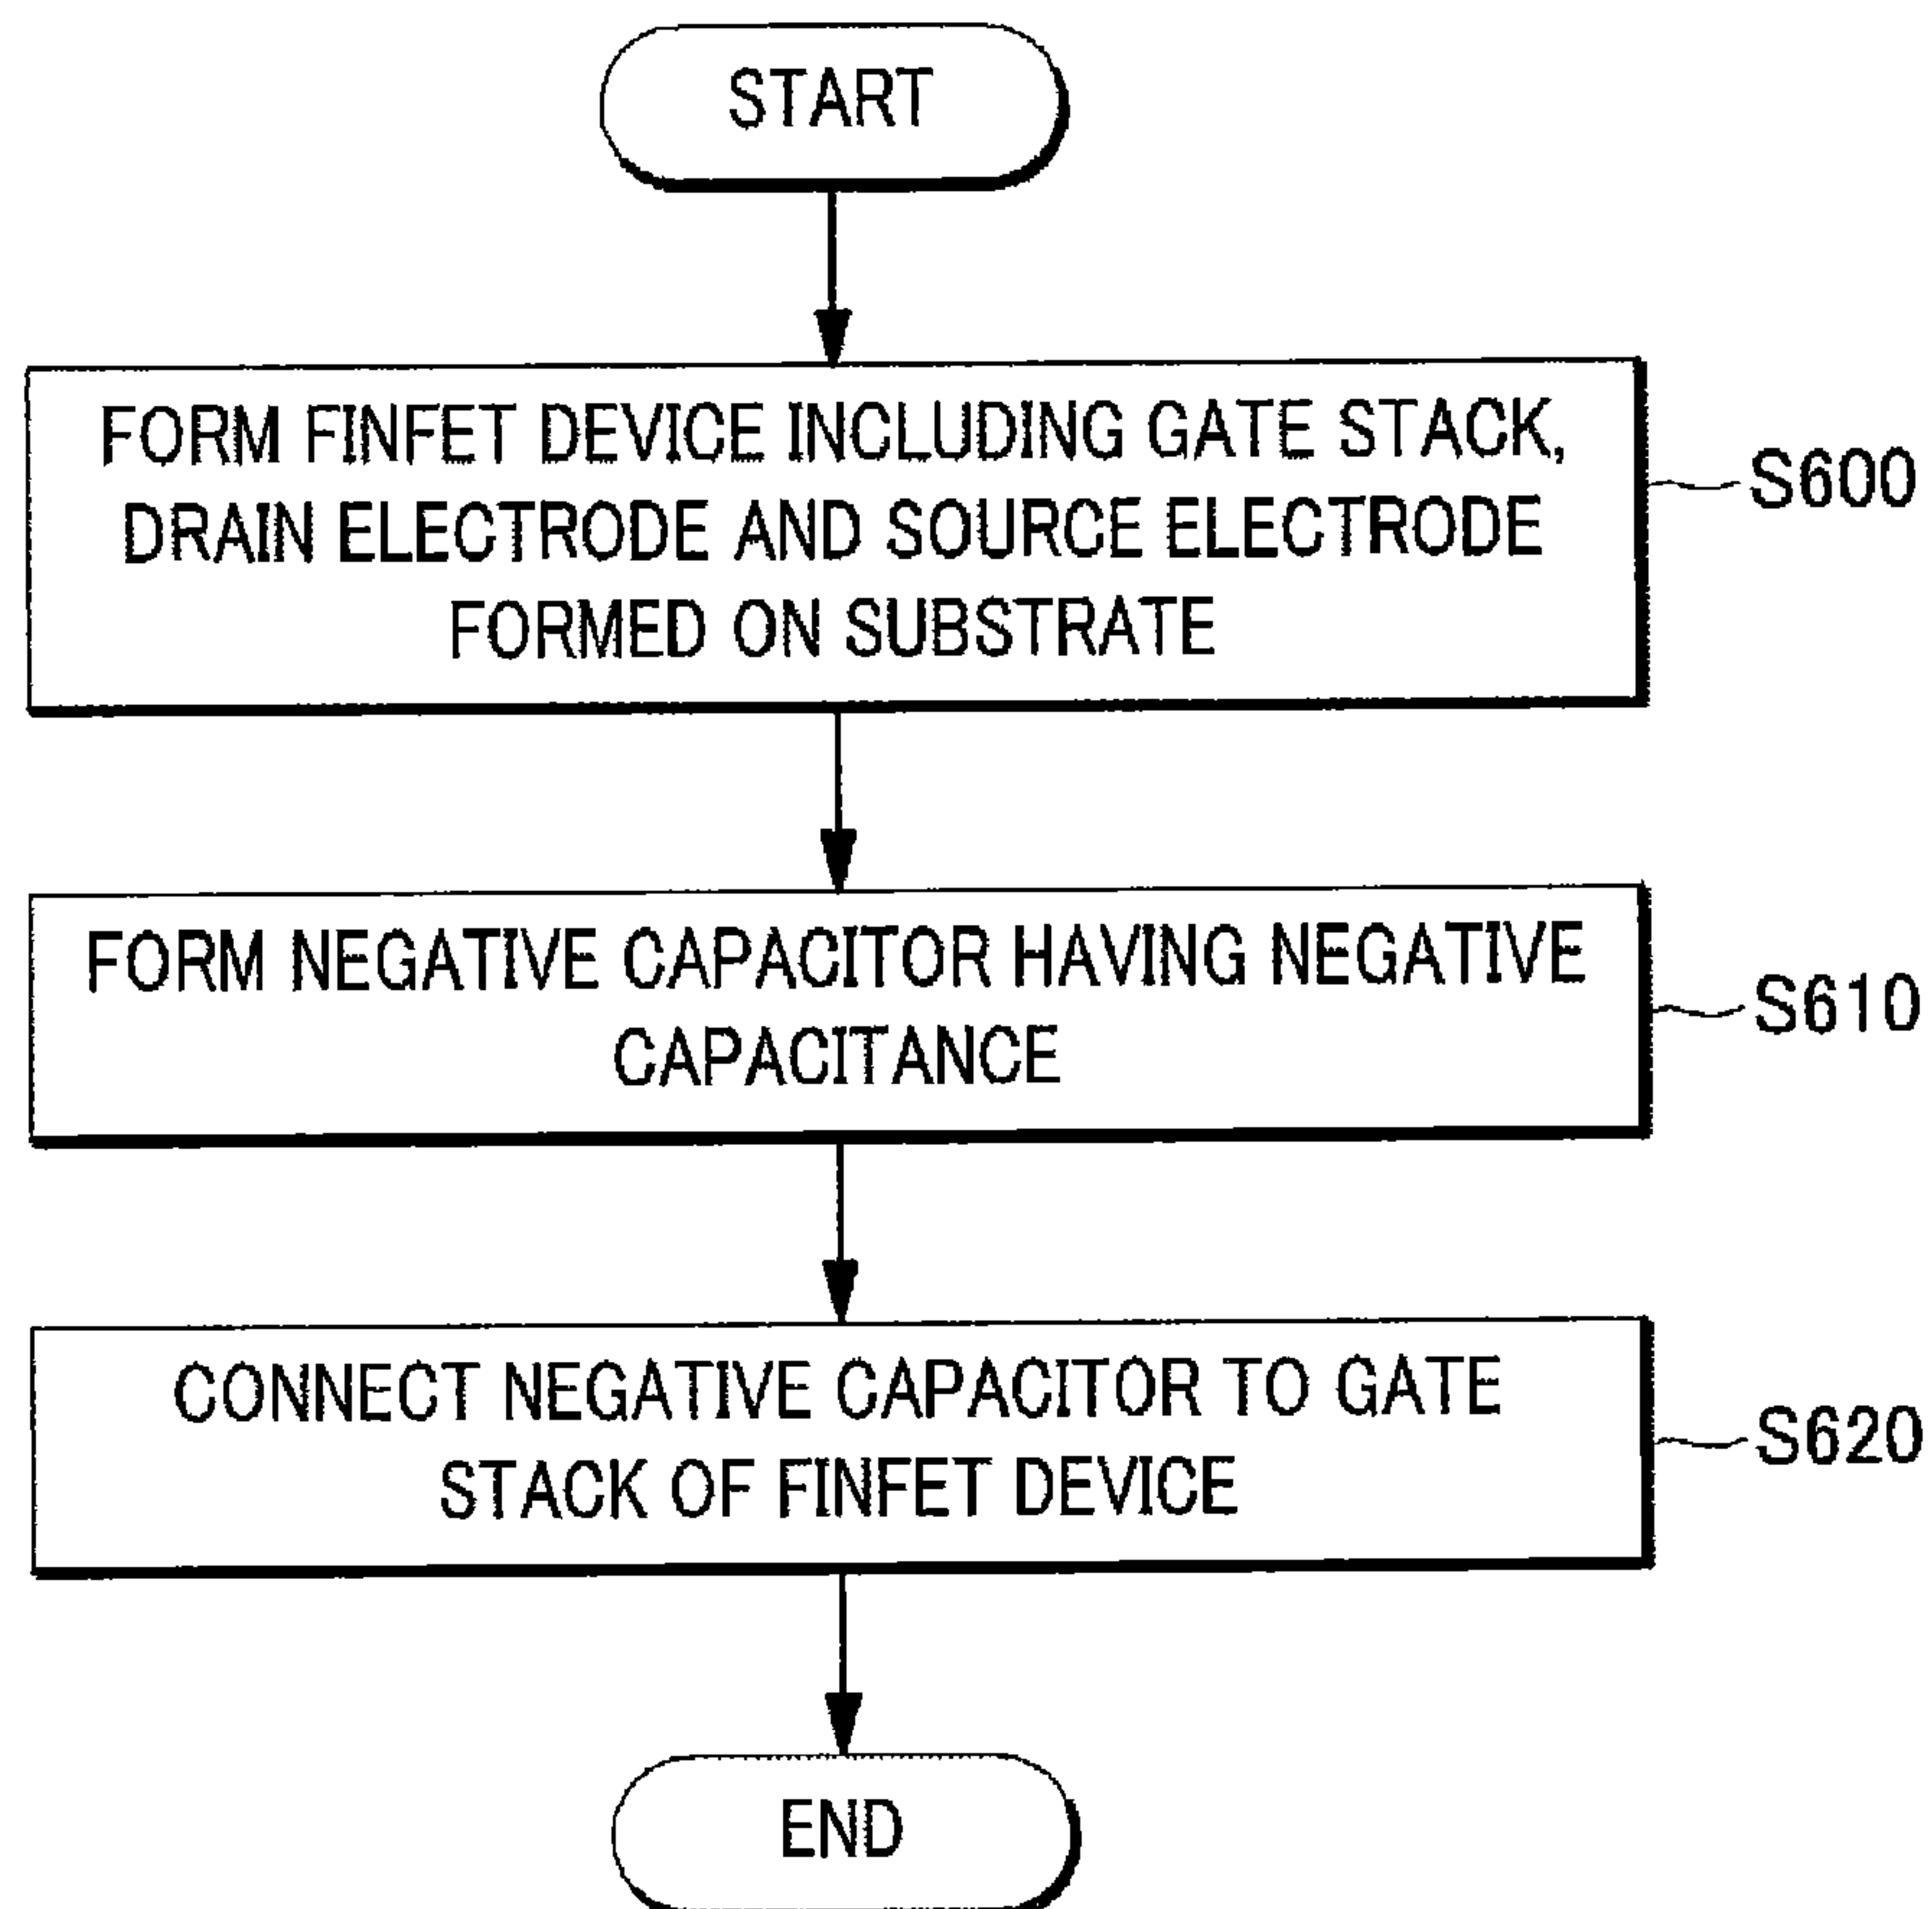 START
FORM FINFET DEVICE INCLUDING GATE STACK,
DRAIN ELECTRODE AND SOURCE ELECTRODE
FORMED ON SUBSTRATE
S600
FORM NEGATIVE CAPACITOR HAVING NEGATIVE
CAPACITANCE
S610
CONNECT NEGATIVE CAPACITOR TO GATE
STACK OF FINFET DEVICE
S620
END